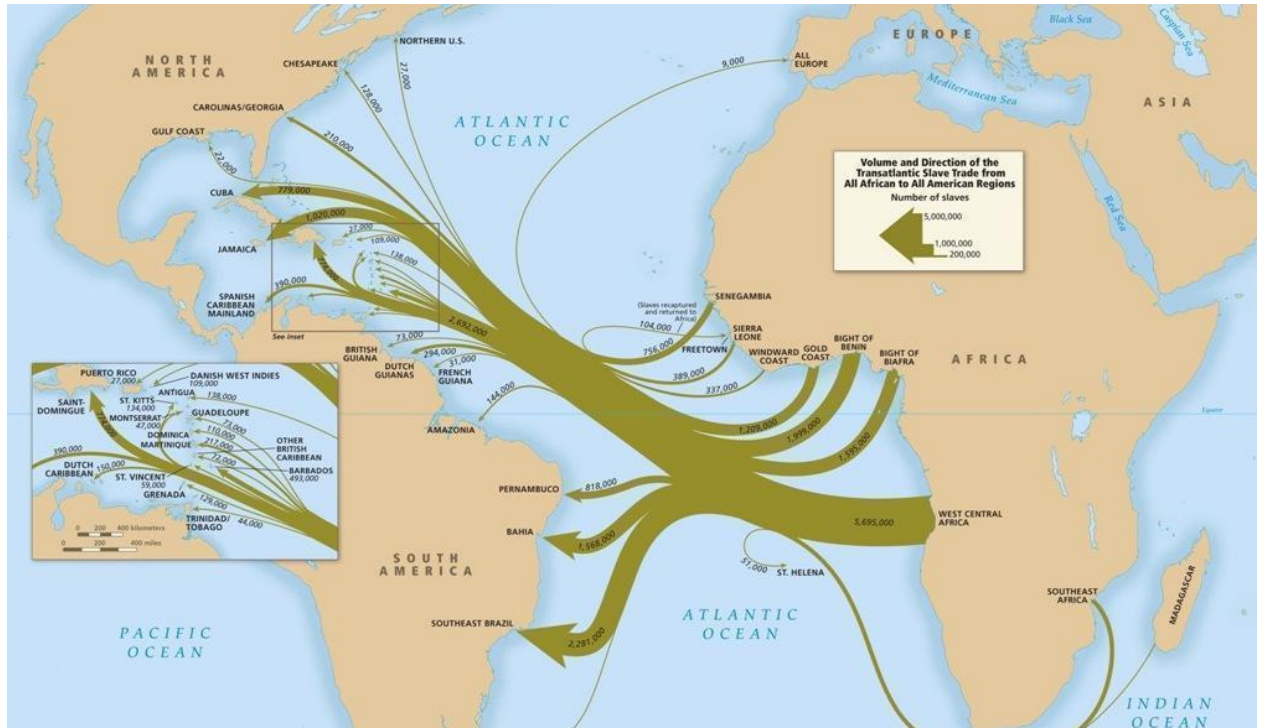 NORTH
AMERICA
NORTHERN U.S.
CHESAPEAKE
CAROLINAS/GEORGIA
GULF COAST
CUBA
JAMAICA
SPANISH
CARIBBEAN
MAINLAND
See inset
27,000
128,000
210,000
22,000
779,000
1,020,000
27,000
109,000
138,000
390,000
2,692,000
ATLANTIC
OCEAN
9,000
ALL
EUROPE
EUROPE
Black Sea
Caspian Sea
Mediterranean Sea
ASIA
Red Sea
Volume and Direction of the
Transatlantic Slave Trade from
All African to All American Regions
Number of slaves
5,000,000
1,000,000
200,000
BRITISH
GUIANA
DUTCH
GUIANAS
FRENCH
GUIANA
73,000
294,000
31,000
144,000
AMAZONIA
(Slaves recaptured
and returned to
Africa)
104,000
SENEGAMBIA
756,000
SIERRA
LEONE
FREETOWN
389,000
337,000
WINDWARD
COAST
GOLD
COAST
BIGHT OF
BENIN
BIGHT OF
BIAFRA
AFRICA
Equator
1,209,000
1,999,000
1,595,000
PUERTO RICO
27,000
DANISH WEST INDIES
109,000
ANTIGUA
138,000
SAINT-
DOMINGUE
ST. KITTS
134,000
MONTSERRAT
47,000
GUADELOUPE
73,000
DOMINICA
110,000
MARTINIQUE
217,000
OTHER
BRITISH
CARIBBEAN
72,000
390,000
DUTCH
CARIBBEAN
150,000
ST. VINCENT
59,000
BARBADOS
493,000
GRENADA
129,000
TRINIDAD/
TOBAGO
44,000
0 200 400 kilometers
0 200 400 miles
PERNAMBUCO
818,000
BAHIA
1,568,000
SOUTHEAST BRAZIL
2,281,000
SOUTH
AMERICA
WEST CENTRAL
AFRICA
5,695,000
51,000
ST. HELENA
SOUTHEAST
AFRICA
MADAGASCAR
PACIFIC
OCEAN
ATLANTIC
OCEAN
INDIAN
OCEAN